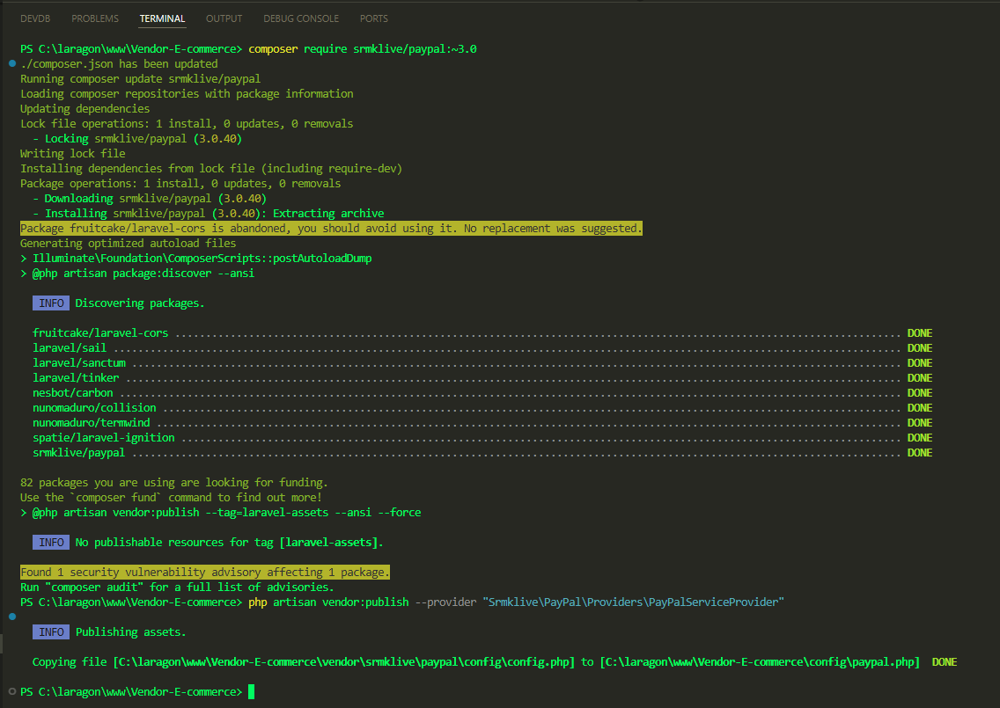 DEVDB PROBLEMS TERMINAL OUTPUT DEBUG CONSOLE PORTS
PS C:\laragon\www\Vendor-E-commerce> composer require srmklive/paypal:~3.0
./composer.json has been updated
Running composer update srmklive/paypal
Loading composer repositories with package information
Updating dependencies
Lock file operations: 1 install, 0 updates, 0 removals
  - Locking srmklive/paypal (3.0.40)
Writing lock file
Installing dependencies from lock file (including require-dev)
Package operations: 1 install, 0 updates, 0 removals
  - Downloading srmklive/paypal (3.0.40)
  - Installing srmklive/paypal (3.0.40): Extracting archive
Package fruitcake/laravel-cors is abandoned, you should avoid using it. No replacement was suggested.
Generating optimized autoload files
> Illuminate\Foundation\ComposerScripts::postAutoloadDump
> @php artisan package:discover --ansi
INFO Discovering packages.
fruitcake/laravel-cors ...................................................................................................................... DONE
laravel/sail ................................................................................................................................ DONE
laravel/sanctum ............................................................................................................................. DONE
laravel/tinker .............................................................................................................................. DONE
nesbot/carbon ............................................................................................................................... DONE
nunomaduro/collision ........................................................................................................................ DONE
nunomaduro/termwind ......................................................................................................................... DONE
spatie/laravel-ignition ..................................................................................................................... DONE
srmklive/paypal ............................................................................................................................. DONE
82 packages you are using are looking for funding.
Use the `composer fund` command to find out more!
> @php artisan vendor:publish --tag=laravel-assets --ansi --force
INFO No publishable resources for tag [laravel-assets].
Found 1 security vulnerability advisory affecting 1 package.
Run "composer audit" for a full list of advisories.
PS C:\laragon\www\Vendor-E-commerce> php artisan vendor:publish --provider "Srmklive\PayPal\Providers\PayPalServiceProvider"
INFO Publishing assets.
Copying file [C:\laragon\www\Vendor-E-commerce\vendor\srmklive\paypal\config\config.php] to [C:\laragon\www\Vendor-E-commerce\config\paypal.php] DONE
PS C:\laragon\www\Vendor-E-commerce>